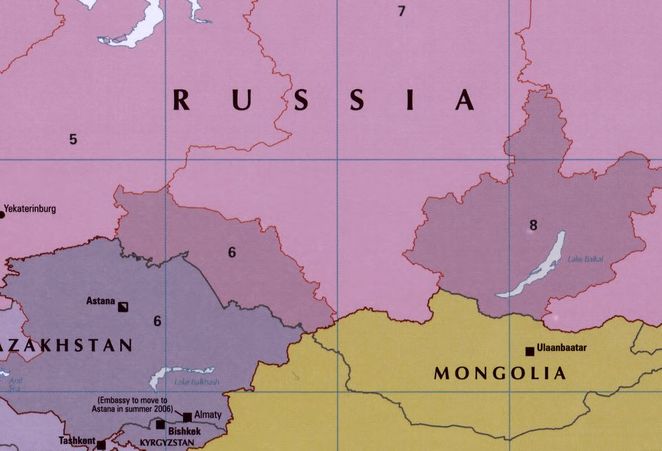 7
RUSSIA
5
Yekaterinburg
6
8
Lake Baikal
Astana
6
AZAKHSTAN
Ulaanbaatar
MONGOLIA
Aral
Sea
Lake Balkhash
(Embassy to move to
Astana in summer 2006)
Almaty
Bishkek
Tashkent
KYRGYZSTAN